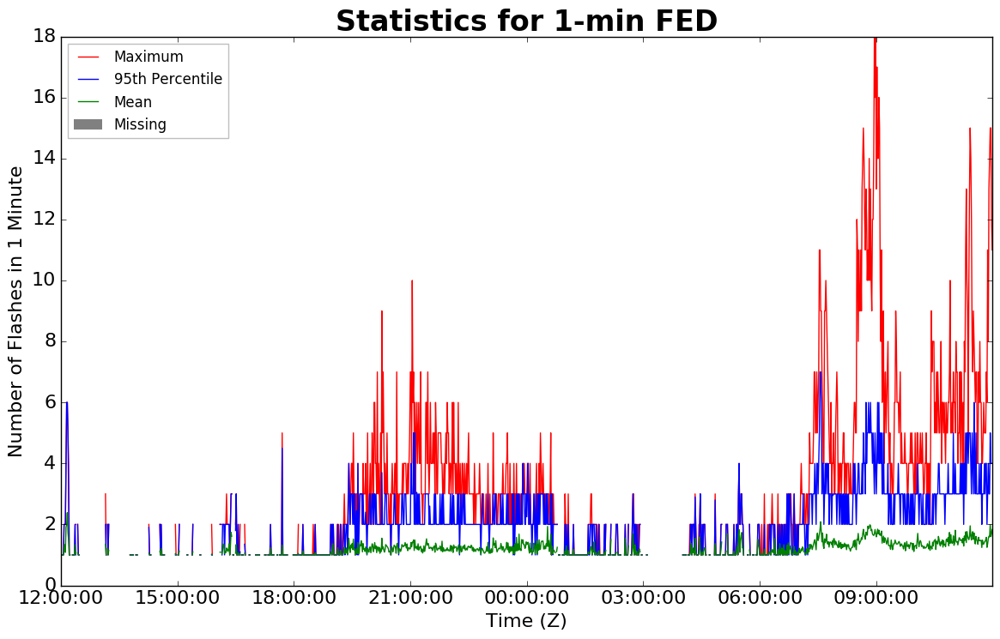 Statistics for 1-min FED
Number of Flashes in 1 Minute
18
16
14
12
10
8
6
4
2
0
Maximum
95th Percentile
Mean
Missing
12:00:00 15:00:00 18:00:00 21:00:00 00:00:00 03:00:00 06:00:00 09:00:00
Time (Z)